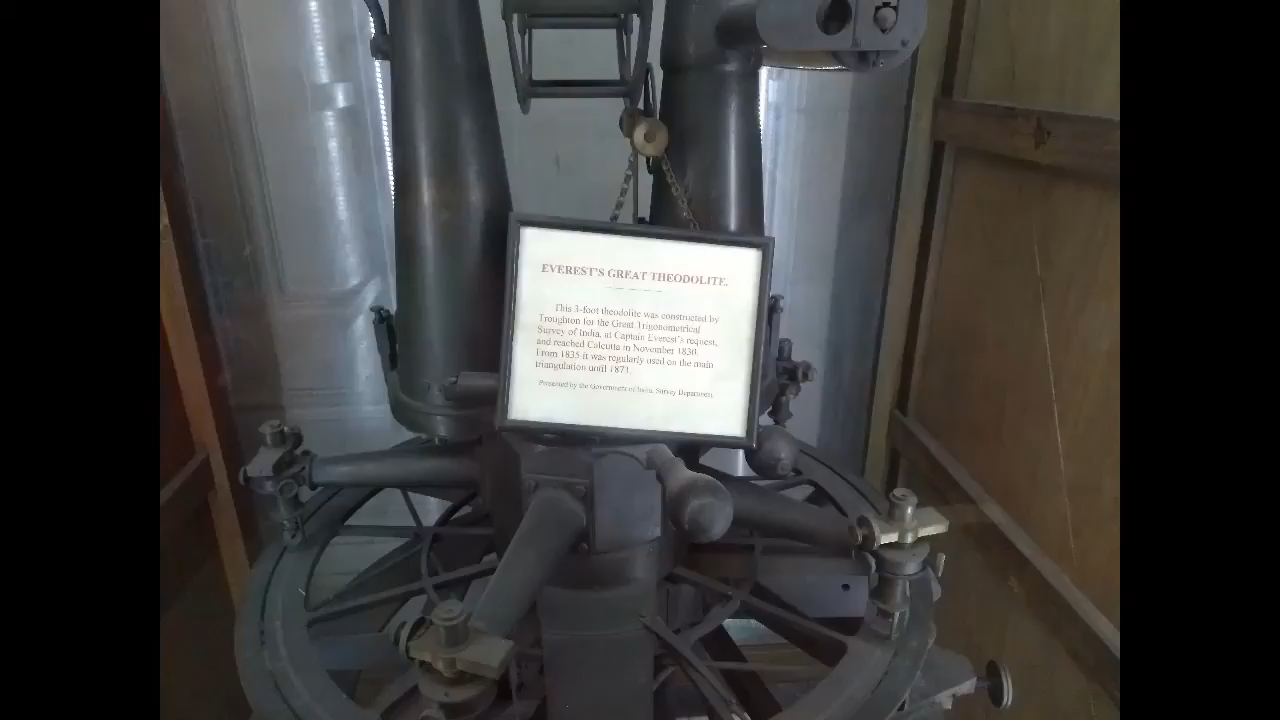 EVEREST'S GREAT THEODOLITE.
This 3-foot theodolite was constructed by
Troughton for the Great Trigonometrical
Survey of India, at Captain Everest's request,
and reached Calcutta in November 1830.
From 1835 it was regularly used on the main
triangulation until 1873.
Presented by the Government of India, Survey Department.